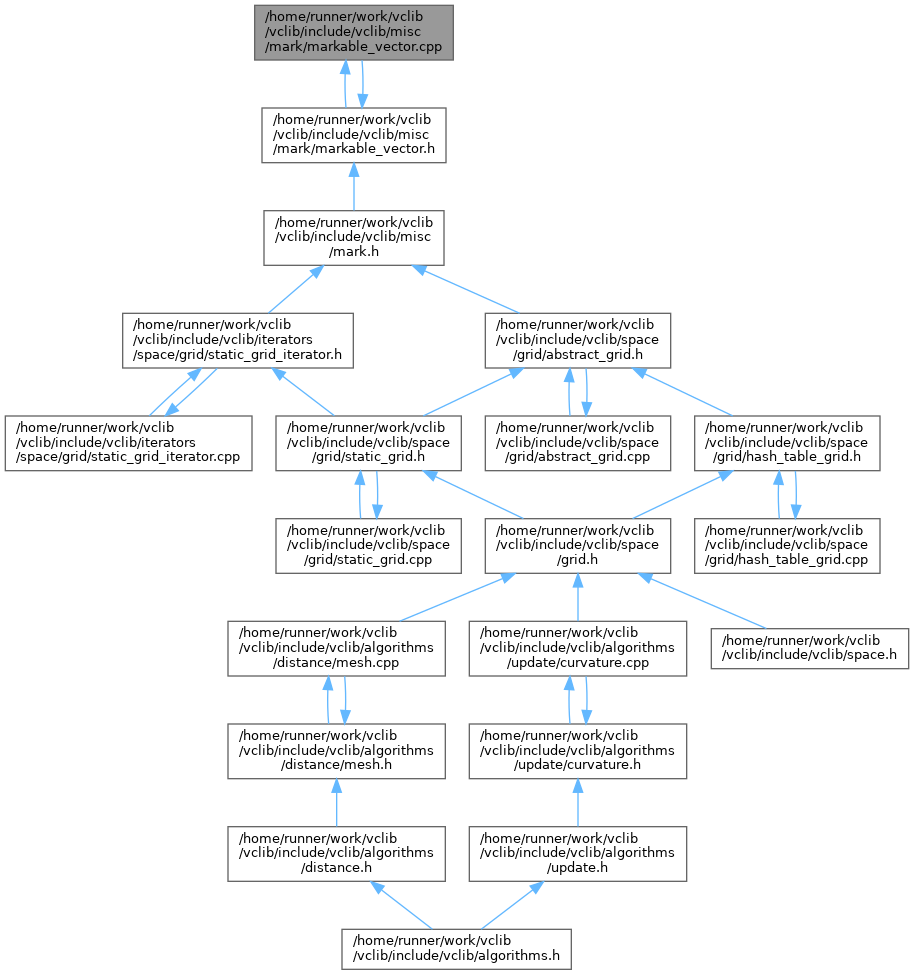 /home/runner/work/vclib
/vclib/include/vclib/misc
/mark/markable_vector.cpp
/home/runner/work/vclib
/vclib/include/vclib/misc
/mark/markable_vector.h
/home/runner/work/vclib
/vclib/include/vclib/misc
/mark.h
/home/runner/work/vclib
/vclib/include/vclib/iterators
/space/grid/static_grid_iterator.h
/home/runner/work/vclib
/vclib/include/vclib/space
/grid/abstract_grid.h
/home/runner/work/vclib
/vclib/include/vclib/iterators
/space/grid/static_grid_iterator.cpp
/home/runner/work/vclib
/vclib/include/vclib/space
/grid/static_grid.h
/home/runner/work/vclib
/vclib/include/vclib/space
/grid/abstract_grid.cpp
/home/runner/work/vclib
/vclib/include/vclib/space
/grid/hash_table_grid.h
/home/runner/work/vclib
/vclib/include/vclib/space
/grid/static_grid.cpp
/home/runner/work/vclib
/vclib/include/vclib/space
/grid.h
/home/runner/work/vclib
/vclib/include/vclib/space
/grid/hash_table_grid.cpp
/home/runner/work/vclib
/vclib/include/vclib/algorithms
/distance/mesh.cpp
/home/runner/work/vclib
/vclib/include/vclib/algorithms
/update/curvature.cpp
/home/runner/work/vclib
/vclib/include/vclib/space.h
/home/runner/work/vclib
/vclib/include/vclib/algorithms
/distance/mesh.h
/home/runner/work/vclib
/vclib/include/vclib/algorithms
/update/curvature.h
/home/runner/work/vclib
/vclib/include/vclib/algorithms
/distance.h
/home/runner/work/vclib
/vclib/include/vclib/algorithms
/update.h
/home/runner/work/vclib
/vclib/include/vclib/algorithms.h